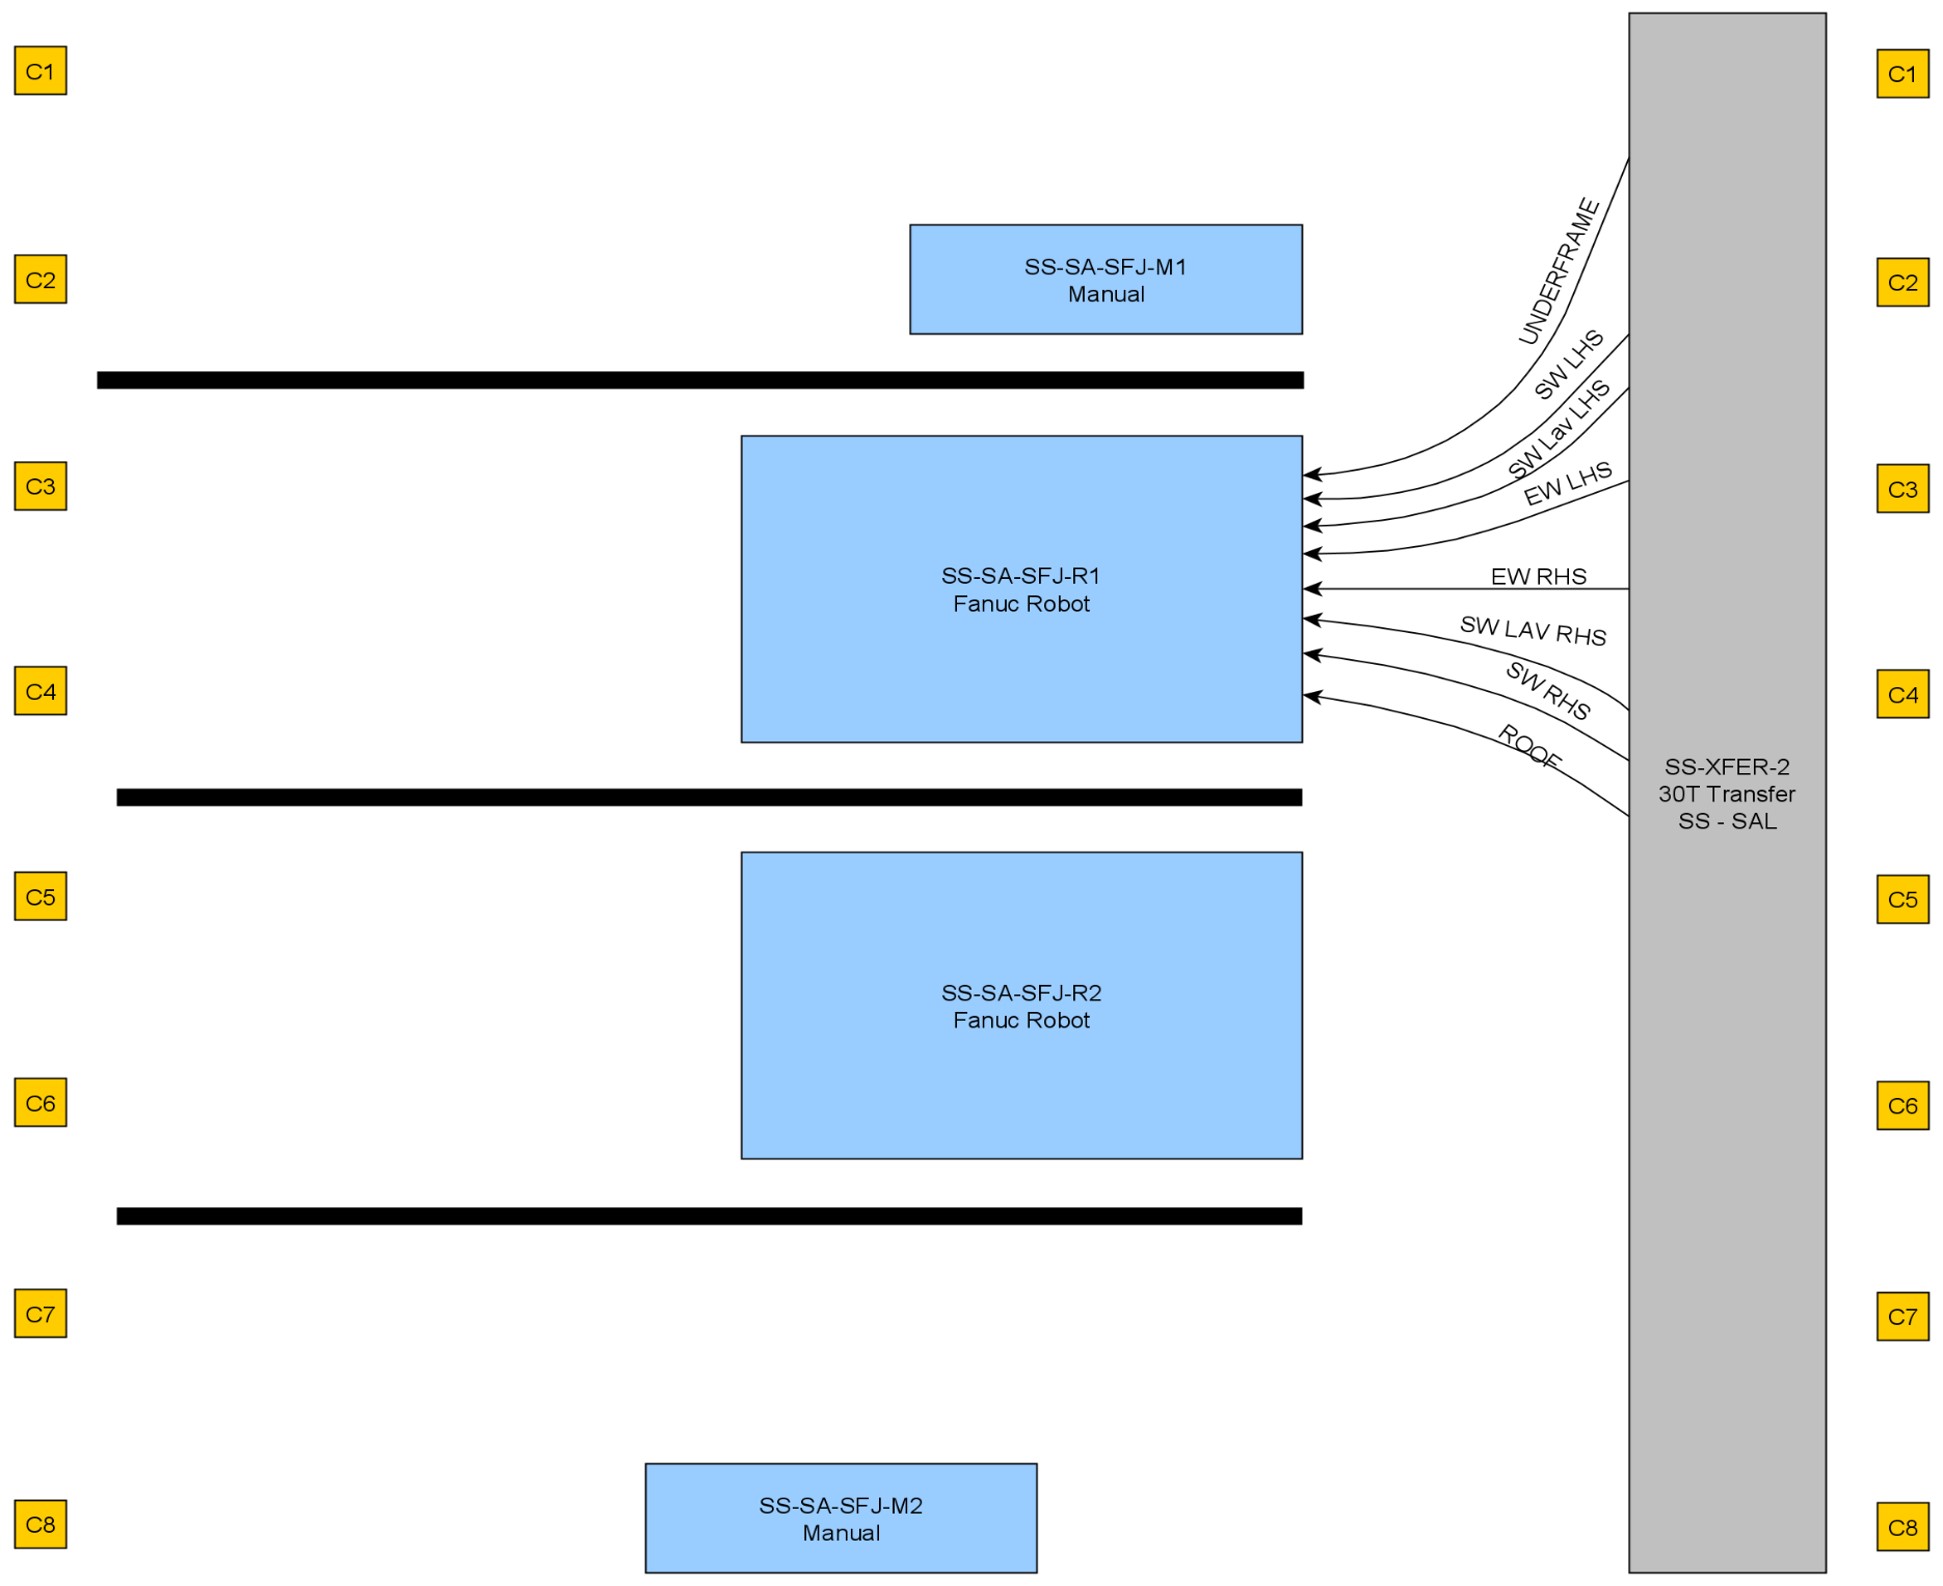 C1
C1
C2
SS-SA-SFJ-M1
Manual
C2
UNDERFRAME
SW LHS
SW Lav LHS
EW LHS
C3
C3
SS-SA-SFJ-R1
Fanuc Robot
EW RHS
SW LAV RHS
SW RHS
ROOF
C4
C4
SS-XFER-2
30T Transfer
SS - SAL
C5
C5
SS-SA-SFJ-R2
Fanuc Robot
C6
C6
C7
C7
SS-SA-SFJ-M2
Manual
C8
C8